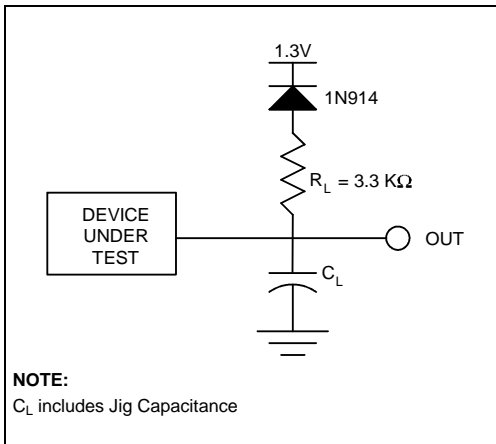 1.3V
1N914
R_L = 3.3 KΩ
DEVICE
UNDER
TEST
OUT
C_L
NOTE:
C_L includes Jig Capacitance